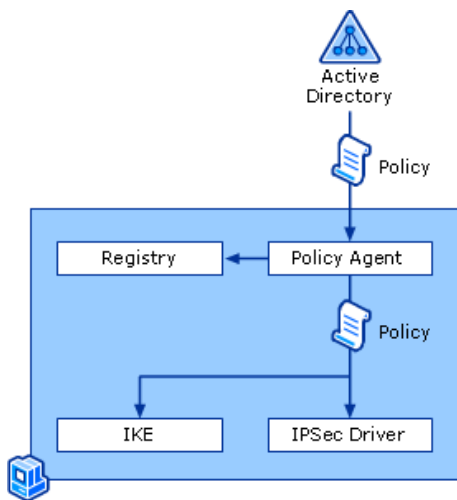 Active
Directory
Policy
Registry
Policy Agent
Policy
IKE
IPSec Driver